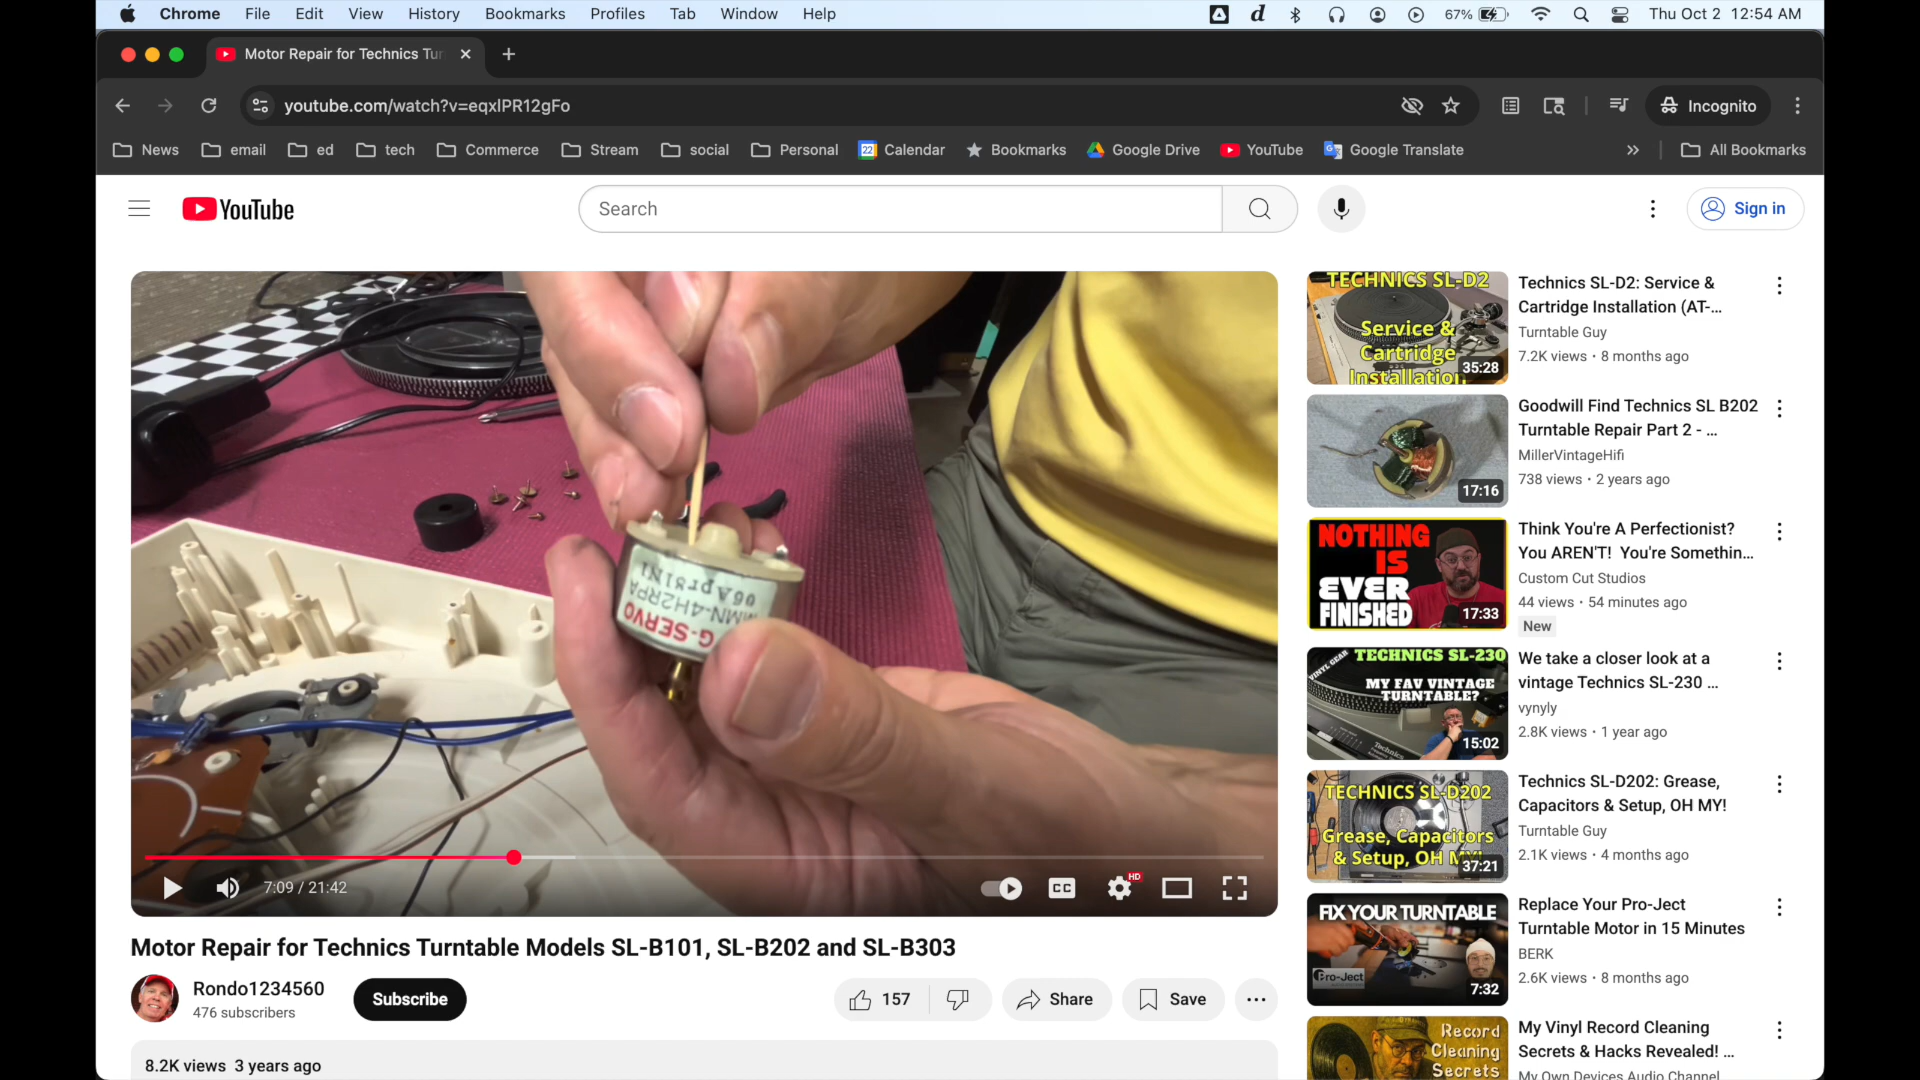 Chrome File Edit View History Bookmarks Profiles Tab Window Help
67% Thu Oct 2 12:54 AM
Motor Repair for Technics Tur
youtube.com/watch?v=eqxlPR12gFo
Incognito
News email ed tech Commerce Stream social Personal 22 Calendar Bookmarks Google Drive YouTube Google Translate » All Bookmarks
YouTube
Search
Sign in
06Apr81N1
MMN-4H2RPA
G-SERVO
7:09 / 21:42
CC
HD
Motor Repair for Technics Turntable Models SL-B101, SL-B202 and SL-B303
Rondo1234560
476 subscribers
Subscribe
157
Share
Save
8.2K views 3 years ago
TECHNICS SL-D2
Service &
Cartridge
Installation
35:28
Technics SL-D2: Service &
Cartridge Installation (AT-...
Turntable Guy
7.2K views • 8 months ago
17:16
Goodwill Find Technics SL B202
Turntable Repair Part 2 - ...
MillerVintageHifi
738 views • 2 years ago
NOTHING
IS
EVER
FINISHED
17:33
Think You're A Perfectionist?
You AREN'T! You're Somethin...
Custom Cut Studios
44 views • 54 minutes ago
New
VINYL GEAR
TECHNICS SL-230
MY FAV VINTAGE
TURNTABLE?
Technics
15:02
We take a closer look at a
vintage Technics SL-230 ...
vynyly
2.8K views • 1 year ago
TECHNICS SL-D202
Grease, Capacitors
& Setup, OH MY!
37:21
Technics SL-D202: Grease,
Capacitors & Setup, OH MY!
Turntable Guy
2.1K views • 4 months ago
FIX YOUR TURNTABLE
Pro-Ject
7:32
Replace Your Pro-Ject
Turntable Motor in 15 Minutes
BERK
2.6K views • 8 months ago
Record
Cleaning
Secrets
My Vinyl Record Cleaning
Secrets & Hacks Revealed! ...
My Own Devices Audio Channel